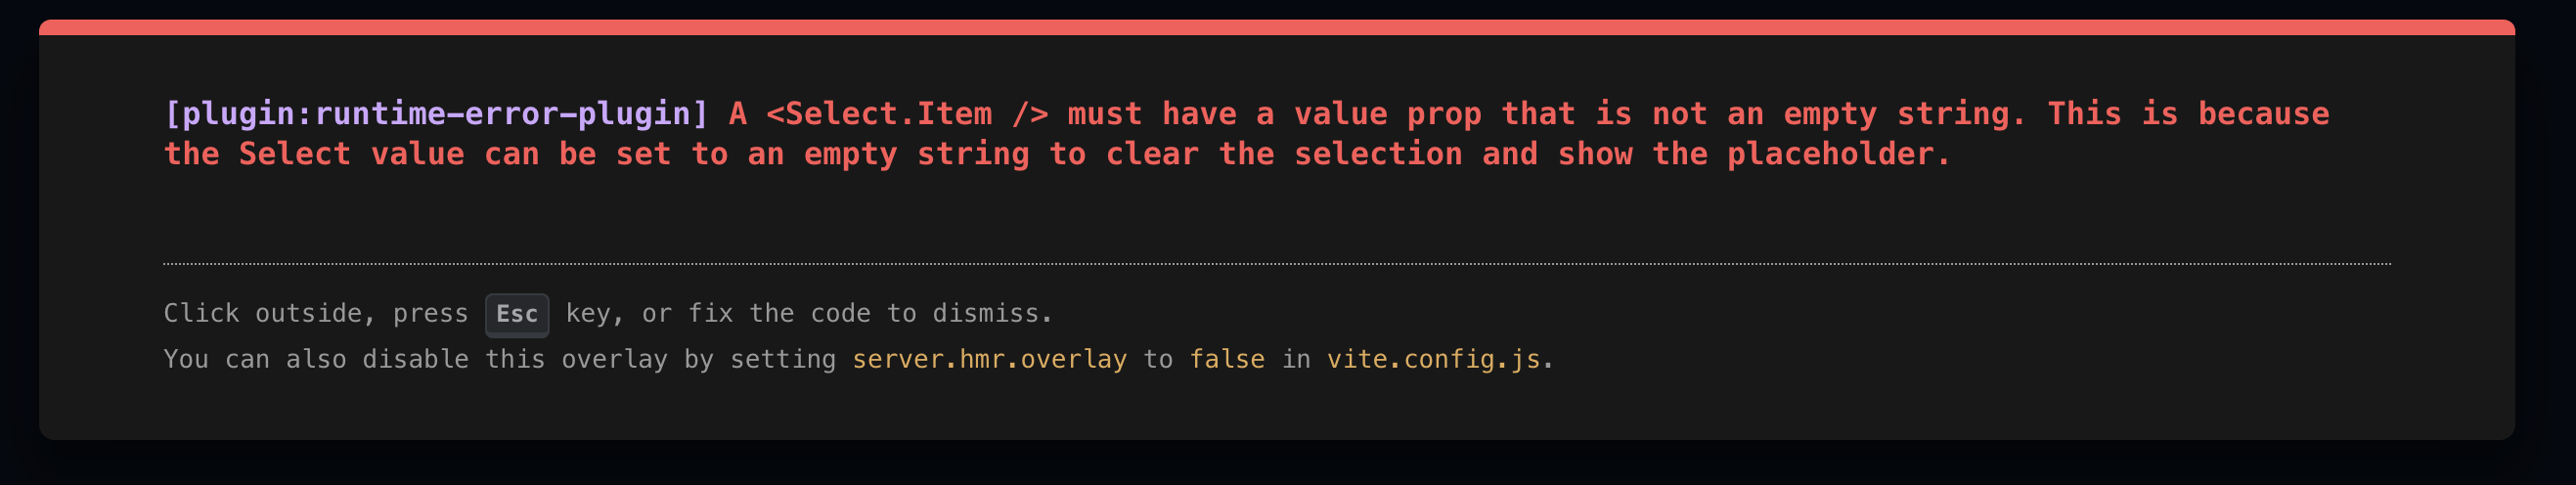 [plugin:runtime-error-plugin] A <Select.Item /> must have a value prop that is not an empty string. This is because
the Select value can be set to an empty string to clear the selection and show the placeholder.
Click outside, press Esc key, or fix the code to dismiss.
You can also disable this overlay by setting server.hmr.overlay to false in vite.config.js.